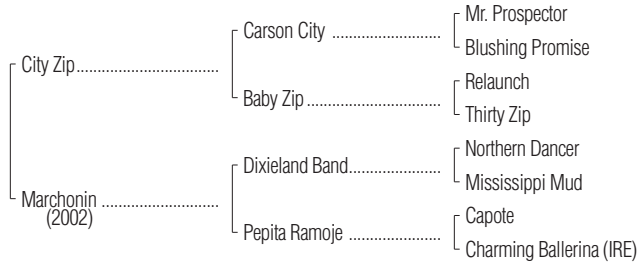 Mr. Prospector
Carson City ....................
Blushing Promise
City Zip..........................
Relaunch
Baby Zip.........................
Thirty Zip
Northern Dancer
Dixieland Band.................
Mississippi Mud
Marchonin .....................
(2002)
Capote
Pepita Ramoje .................
Charming Ballerina (IRE)